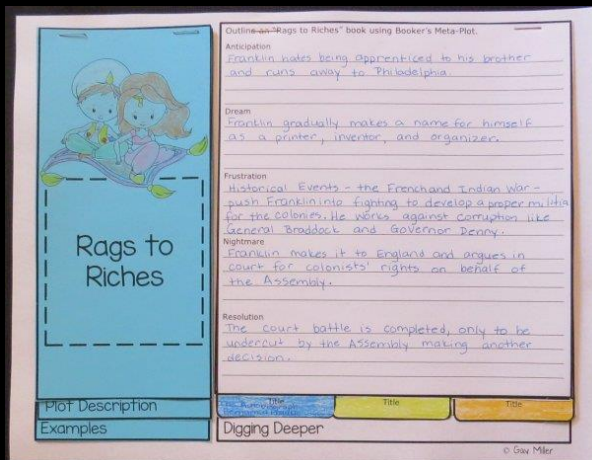 Rags to
Riches
Plot Description
Examples
Outline an "Rags to Riches" book using Booker's Meta-Plot.
Anticipation
Franklin hates being apprenticed to his brother
and runs away to Philadelphia.
Dream
Franklin gradually makes a name for himself
as a printer, inventor, and organizer.
Frustration
Historical Events - the French and Indian War -
push Franklin into fighting to develop a proper militia
for the colonies. He works against corruption like
General Braddock and Governor Denny.
Nightmare
Franklin makes it to England and argues in
court for colonists' rights on behalf of
the Assembly.
Resolution
The court battle is completed, only to be
undercut by the Assembly making another
decision.
Title
Title
Title
Digging Deeper
© Gay Miller